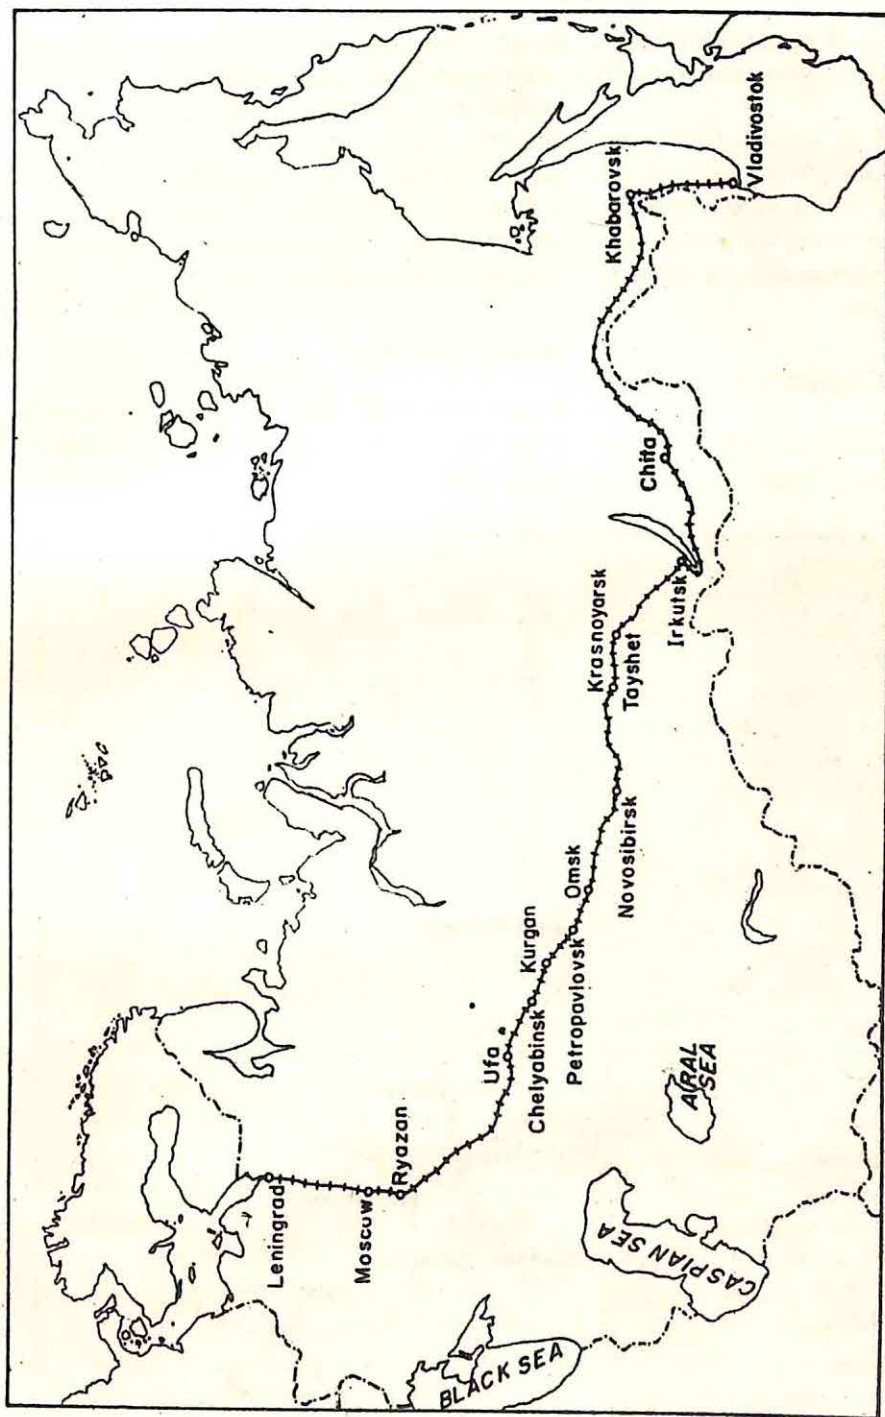 Leningrad
Moscow
Ryazan
Ufa
Chelyabinsk
Kurgan
Petropavlovsk
Omsk
Novosibirsk
Krasnoyarsk
Tayshet
Irkutsk
Chita
Khabarovsk
Vladivostok
BLACK SEA
CASPIAN SEA
ARAL
SEA